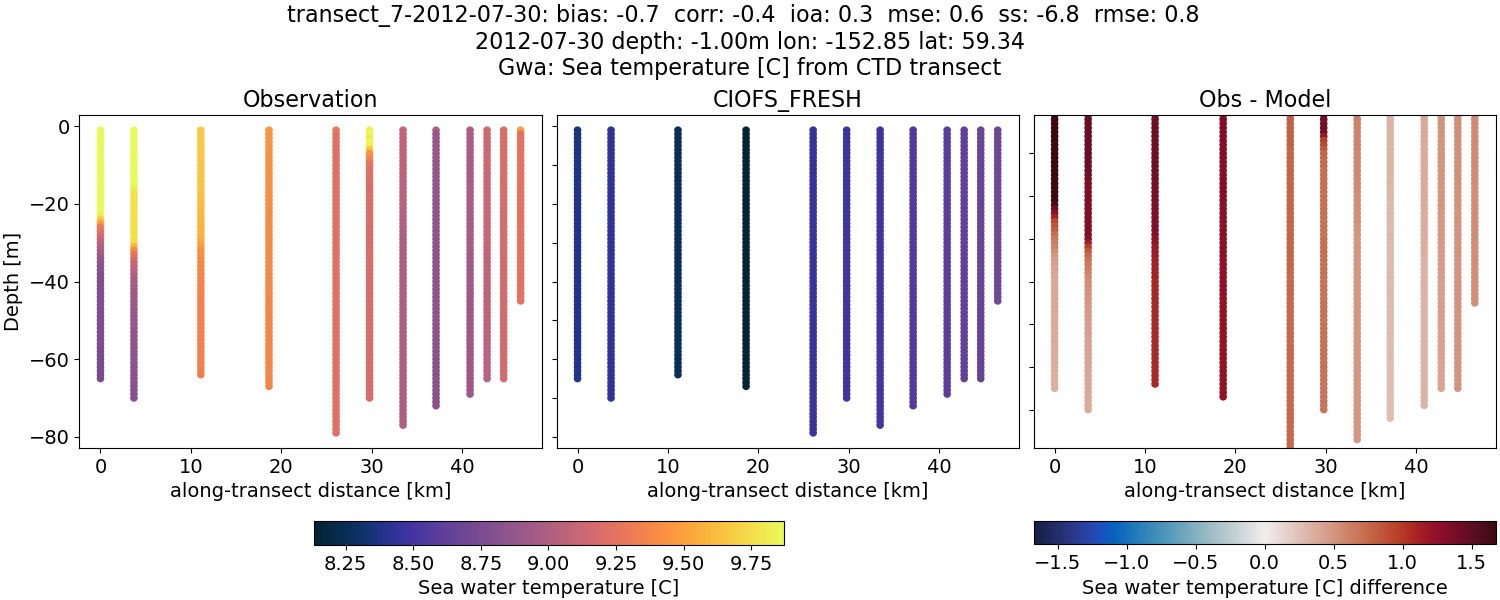 transect_7-2012-07-30: bias: -0.7  corr: -0.4  ioa: 0.3  mse: 0.6  ss: -6.8  rmse: 0.8
2012-07-30 depth: -1.00m lon: -152.85 lat: 59.34
Gwa: Sea temperature [C] from CTD transect
Observation
CIOFS_FRESH
Obs - Model
Depth [m]
0
−20
−40
−60
−80
0 10 20 30 40
0 10 20 30 40
0 10 20 30 40
along-transect distance [km]
along-transect distance [km]
along-transect distance [km]
8.25 8.50 8.75 9.00 9.25 9.50 9.75
Sea water temperature [C]
−1.5 −1.0 −0.5 0.0 0.5 1.0 1.5
Sea water temperature [C] difference